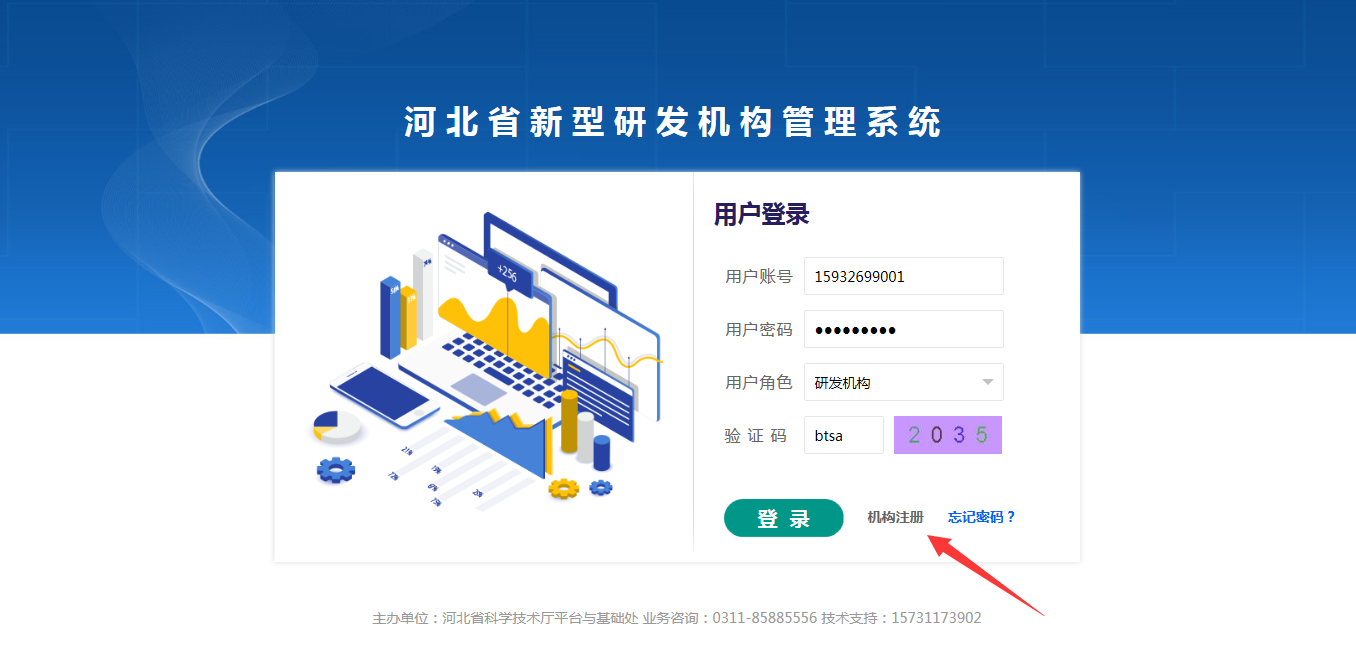 河北省新型研发机构管理系统
用户登录
+256
用户账号 15932699001
用户密码 ●●●●●●●●●
用户角色 研发机构
验 证 码 btsa 2035
登 录 机构注册 忘记密码？
主办单位：河北省科学技术厅平台与基础处 业务咨询：0311-85885556 技术支持：15731173902